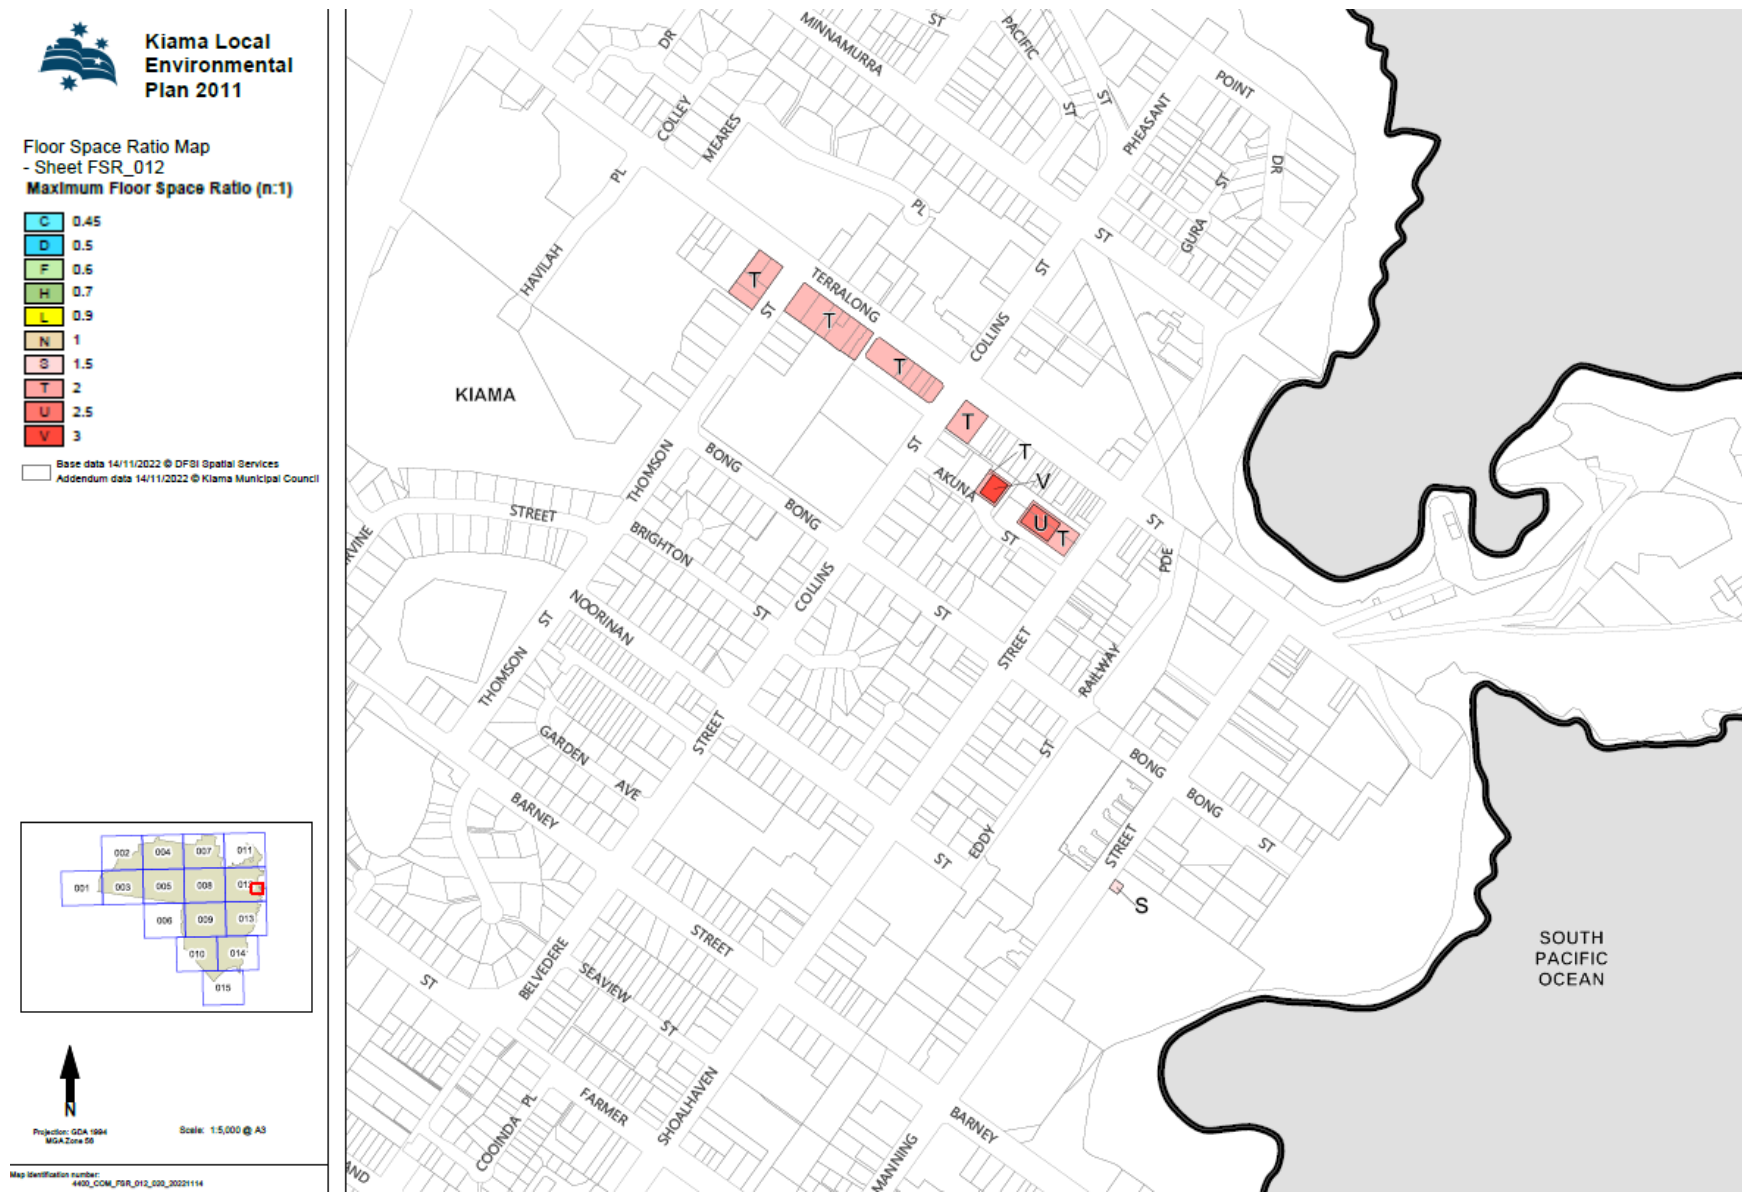 Kiama Local
Environmental
Plan 2011
Floor Space Ratio Map
- Sheet FSR_012
Maximum Floor Space Ratio (n:1)
C 0.45
D 0.5
F 0.6
H 0.7
L 0.9
N 1
S 1.5
T 2
U 2.5
V 3
Base data 14/11/2022 © DFSI Spatial Services
Addendum data 14/11/2022 © Kiama Municipal Council
002
004
007
011
001
003
005
008
012
006
009
013
010
014
015
N
Projection: GDA 1994
MGA Zone 56
Scale: 1:5,000 @ A3
Map identification number:
4400_COM_FSR_012_020_20221114
DR
MINNAMURRA
ST
PACIFIC
ST
ST
POINT
COLLEY
MEARES
PHEASANT
DR
PL
PL
ST
GURA
ST
HAVILAH
ST
TERRALONG
COLLINS
ST
T
ST
T
T
KIAMA
T
T
V
ST
AKUNA
U
T
ST
ST
PDE
THOMSON
BONG
BONG
STREET
IRVINE
BRIGHTON
ST
COLLINS
NOORINAN
ST
ST
STREET
RAILWAY
THOMSON
STREET
GARDEN
AVE
BARNEY
ST
BONG
BONG
ST
EDDY
ST
STREET
S
STREET
BELVEDERE
SEAVIEW
ST
ST
SOUTH
PACIFIC
OCEAN
FARMER
PL
COOINDA
SHOALHAVEN
BARNEY
MANNING
AND